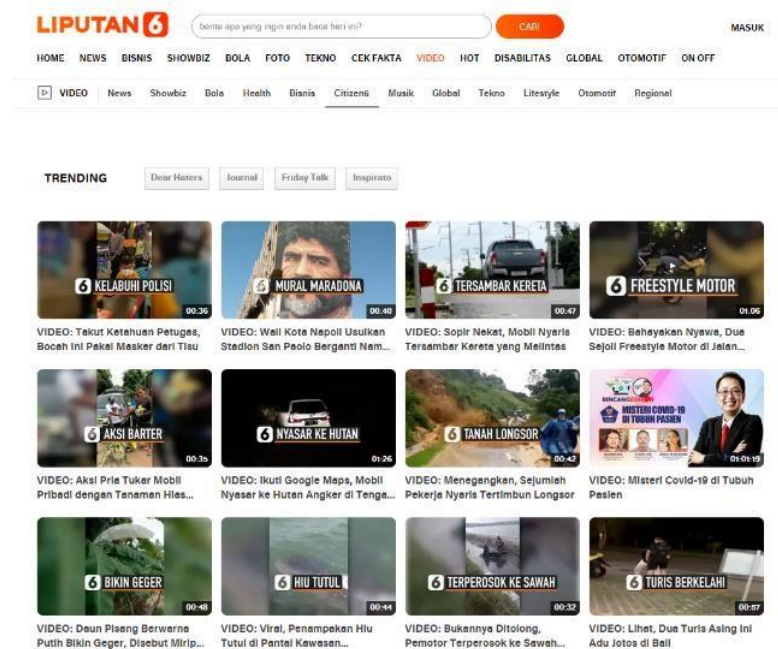 LIPUTAN 6
berita apa yang ingin anda baca hari ini?
CARI
MASUK
HOME NEWS BISNIS SHOWBIZ BOLA FOTO TEKNO CEK FAKTA VIDEO HOT DISABILITAS GLOBAL OTOMOTIF ON OFF
VIDEO News Showbiz Bola Health Bisnis Citizen6 Musik Global Tekno Lifestyle Otomotif Regional
TRENDING
Dear Haters Journal Friday Talk Inspirato
6 KELABUHI POLISI
00:36
VIDEO: Takut Ketahuan Petugas,
Bocah Ini Pakai Masker dari Tisu
6 MURAL MARADONA
00:40
VIDEO: Wali Kota Napoli Usulkan
Stadion San Paolo Berganti Nam...
6 TERSAMBAR KERETA
00:47
VIDEO: Sopir Nekat, Mobil Nyaris
Tersambar Kereta yang Melintas
6 FREESTYLE MOTOR
01:06
VIDEO: Bahayakan Nyawa, Dua
Sejoli Freestyle Motor di Jalan...
6 AKSI BARTER
00:35
VIDEO: Aksi Pria Tukar Mobil
Pribadi dengan Tanaman Hias...
6 NYASAR KE HUTAN
01:26
VIDEO: Ikuti Google Maps, Mobil
Nyasar ke Hutan Angker di Tenga...
6 TANAH LONGSOR
00:42
VIDEO: Menegangkan, Sejumlah
Pekerja Nyaris Tertimbun Longsor
MISTERI COVID-19
DI TUBUH
PASIEN
01:01:19
VIDEO: Misteri Covid-19 di Tubuh
Pasien
6 BIKIN GEGER
00:48
VIDEO: Daun Pisang Berwarna
Putih Bikin Geger, Disebut Mirip...
6 HIU TUTUL
00:44
VIDEO: Viral, Penampakan Hiu
Tutul di Pantai Kawasan...
6 TERPEROSOK KE SAWAH
00:32
VIDEO: Bukannya Ditolong,
Pemotor Terperosok ke Sawah...
6 TURIS BERKELAHI
00:57
VIDEO: Lihat, Dua Turis Asing Ini
Adu Jotos di Bali